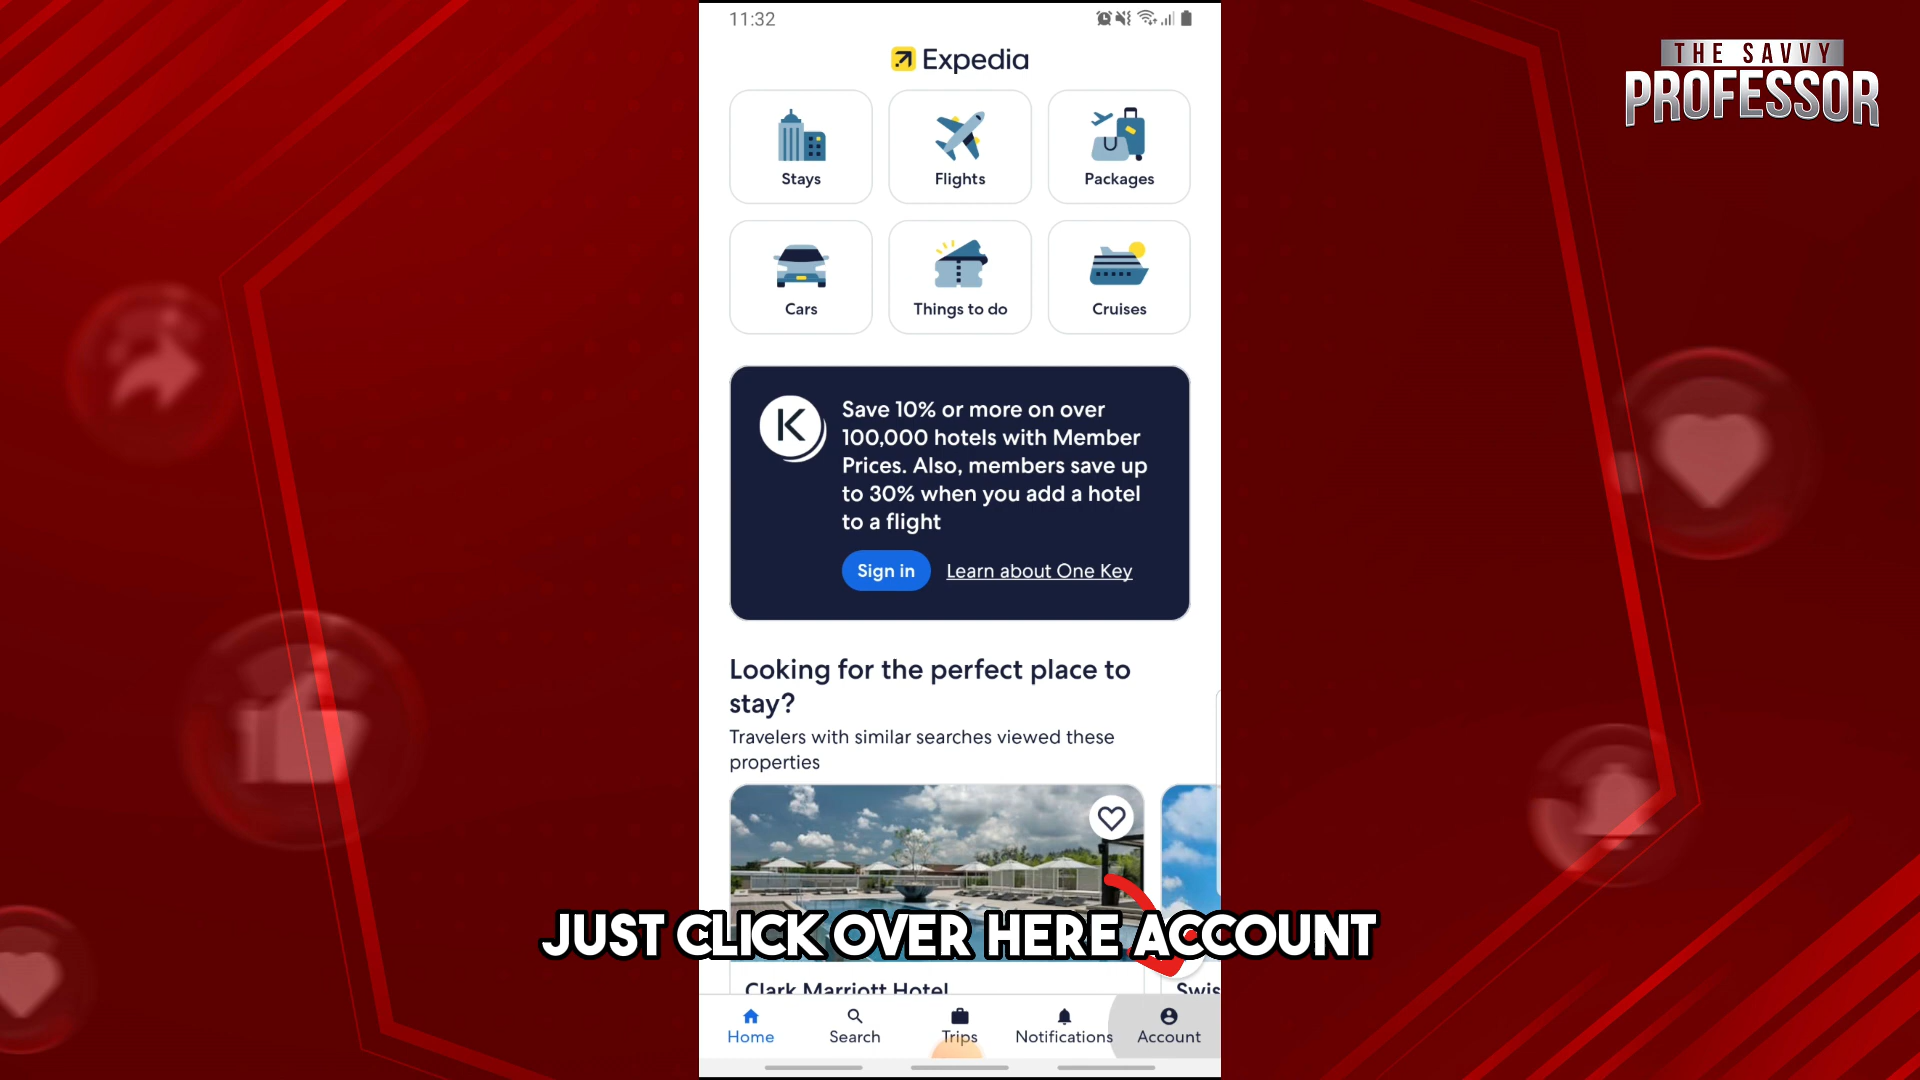 11:32
THE SAVVY
PROFESSOR
Expedia
Stays
Flights
Packages
Cars
Things to do
Cruises
K
Save 10% or more on over
100,000 hotels with Member
Prices. Also, members save up
to 30% when you add a hotel
to a flight
Sign in
Learn about One Key
Looking for the perfect place to
stay?
Travelers with similar searches viewed these
properties
JUST CLICK OVER HERE ACCOUNT
Clark Marriott Hotel
Swis
Home
Search
Trips
Notifications
Account